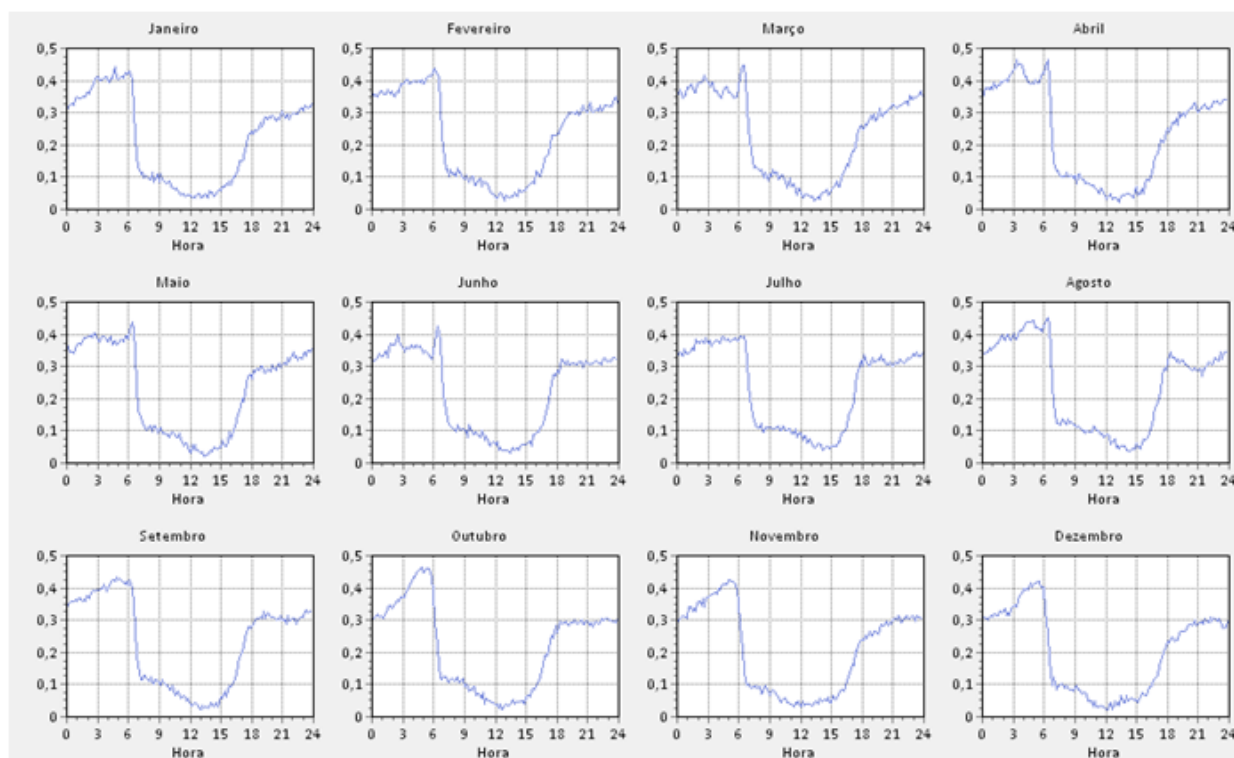 Janeiro Fevereiro Março Abril
0,5 0,5 0,5 0,5
0,4 0,4 0,4 0,4
0,3 0,3 0,3 0,3
0,2 0,2 0,2 0,2
0,1 0,1 0,1 0,1
0 0 0 0
0 3 6 9 12 15 18 21 24 0 3 6 9 12 15 18 21 24 0 3 6 9 12 15 18 21 24 0 3 6 9 12 15 18 21 24
Hora Hora Hora Hora
Maio Junho Julho Agosto
0,5 0,5 0,5 0,5
0,4 0,4 0,4 0,4
0,3 0,3 0,3 0,3
0,2 0,2 0,2 0,2
0,1 0,1 0,1 0,1
0 0 0 0
0 3 6 9 12 15 18 21 24 0 3 6 9 12 15 18 21 24 0 3 6 9 12 15 18 21 24 0 3 6 9 12 15 18 21 24
Hora Hora Hora Hora
Setembro Outubro Novembro Dezembro
0,5 0,5 0,5 0,5
0,4 0,4 0,4 0,4
0,3 0,3 0,3 0,3
0,2 0,2 0,2 0,2
0,1 0,1 0,1 0,1
0 0 0 0
0 3 6 9 12 15 18 21 24 0 3 6 9 12 15 18 21 24 0 3 6 9 12 15 18 21 24 0 3 6 9 12 15 18 21 24
Hora Hora Hora Hora